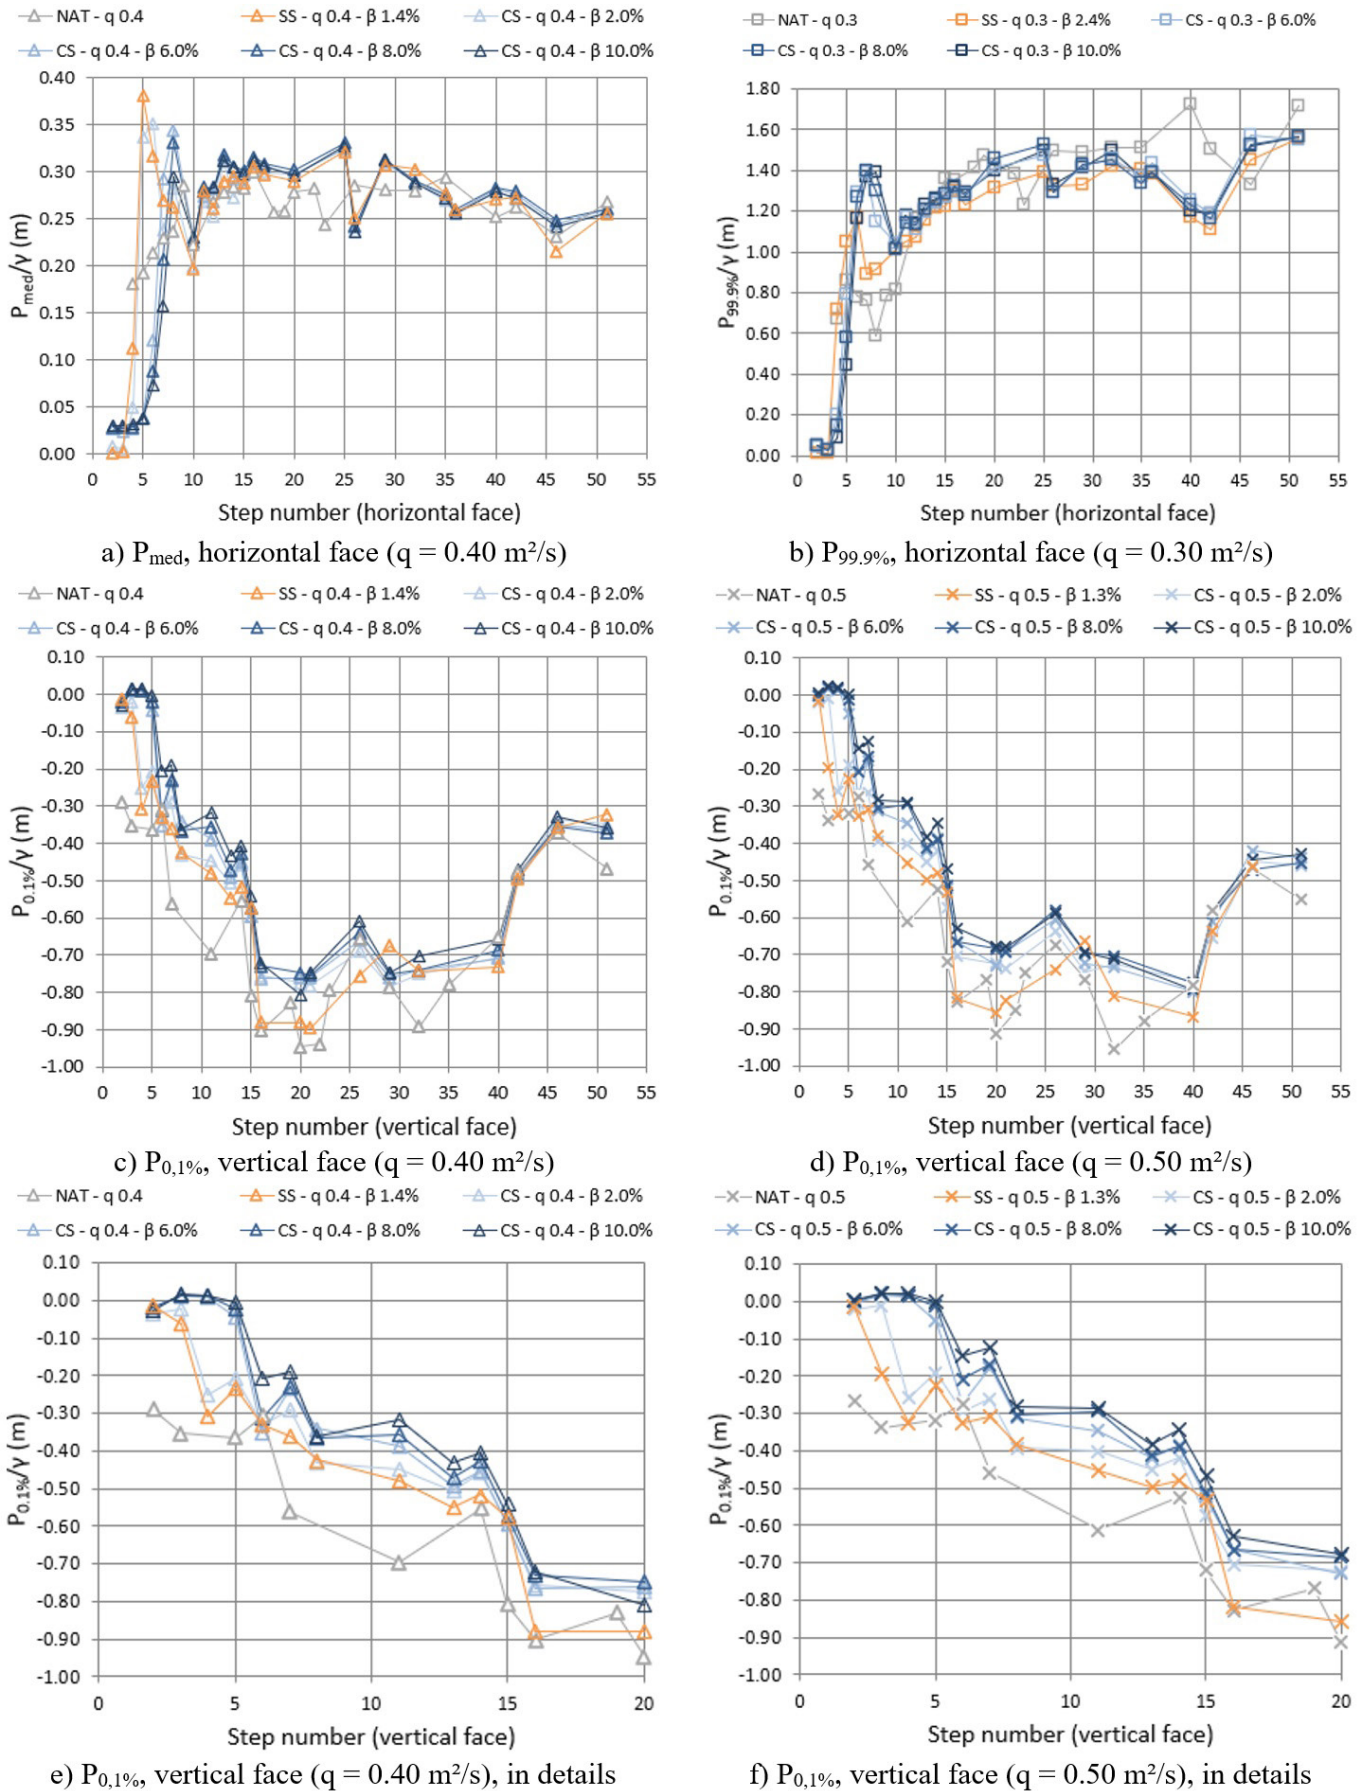 NAT - q 0.4 SS - q 0.4 - β 1.4% CS - q 0.4 - β 2.0%
CS - q 0.4 - β 6.0% CS - q 0.4 - β 8.0% CS - q 0.4 - β 10.0%
0.40
0.35
0.30
0.25
0.20
0.15
0.10
0.05
0.00
Pmed/γ (m)
0 5 10 15 20 25 30 35 40 45 50 55
Step number (horizontal face)
a) Pmed, horizontal face (q = 0.40 m²/s)
NAT - q 0.3 SS - q 0.3 - β 2.4% CS - q 0.3 - β 6.0%
CS - q 0.3 - β 8.0% CS - q 0.3 - β 10.0%
1.80
1.60
1.40
1.20
1.00
0.80
0.60
0.40
0.20
0.00
P99.9%/γ (m)
0 5 10 15 20 25 30 35 40 45 50 55
Step number (horizontal face)
b) P99.9%, horizontal face (q = 0.30 m²/s)
NAT - q 0.4 SS - q 0.4 - β 1.4% CS - q 0.4 - β 2.0%
CS - q 0.4 - β 6.0% CS - q 0.4 - β 8.0% CS - q 0.4 - β 10.0%
0.10
0.00
-0.10
-0.20
-0.30
-0.40
-0.50
-0.60
-0.70
-0.80
-0.90
-1.00
P0.1%/γ (m)
0 5 10 15 20 25 30 35 40 45 50 55
Step number (vertical face)
c) P0,1%, vertical face (q = 0.40 m²/s)
NAT - q 0.5 SS - q 0.5 - β 1.3% CS - q 0.5 - β 2.0%
CS - q 0.5 - β 6.0% CS - q 0.5 - β 8.0% CS - q 0.5 - β 10.0%
0.10
0.00
-0.10
-0.20
-0.30
-0.40
-0.50
-0.60
-0.70
-0.80
-0.90
-1.00
P0.1%/γ (m)
0 5 10 15 20 25 30 35 40 45 50 55
Step number (vertical face)
d) P0,1%, vertical face (q = 0.50 m²/s)
NAT - q 0.4 SS - q 0.4 - β 1.4% CS - q 0.4 - β 2.0%
CS - q 0.4 - β 6.0% CS - q 0.4 - β 8.0% CS - q 0.4 - β 10.0%
0.10
0.00
-0.10
-0.20
-0.30
-0.40
-0.50
-0.60
-0.70
-0.80
-0.90
-1.00
P0.1%/γ (m)
0 5 10 15 20
Step number (vertical face)
e) P0,1%, vertical face (q = 0.40 m²/s), in details
NAT - q 0.5 SS - q 0.5 - β 1.3% CS - q 0.5 - β 2.0%
CS - q 0.5 - β 6.0% CS - q 0.5 - β 8.0% CS - q 0.5 - β 10.0%
0.10
0.00
-0.10
-0.20
-0.30
-0.40
-0.50
-0.60
-0.70
-0.80
-0.90
-1.00
P0.1%/γ (m)
0 5 10 15 20
Step number (vertical face)
f) P0,1%, vertical face (q = 0.50 m²/s), in details